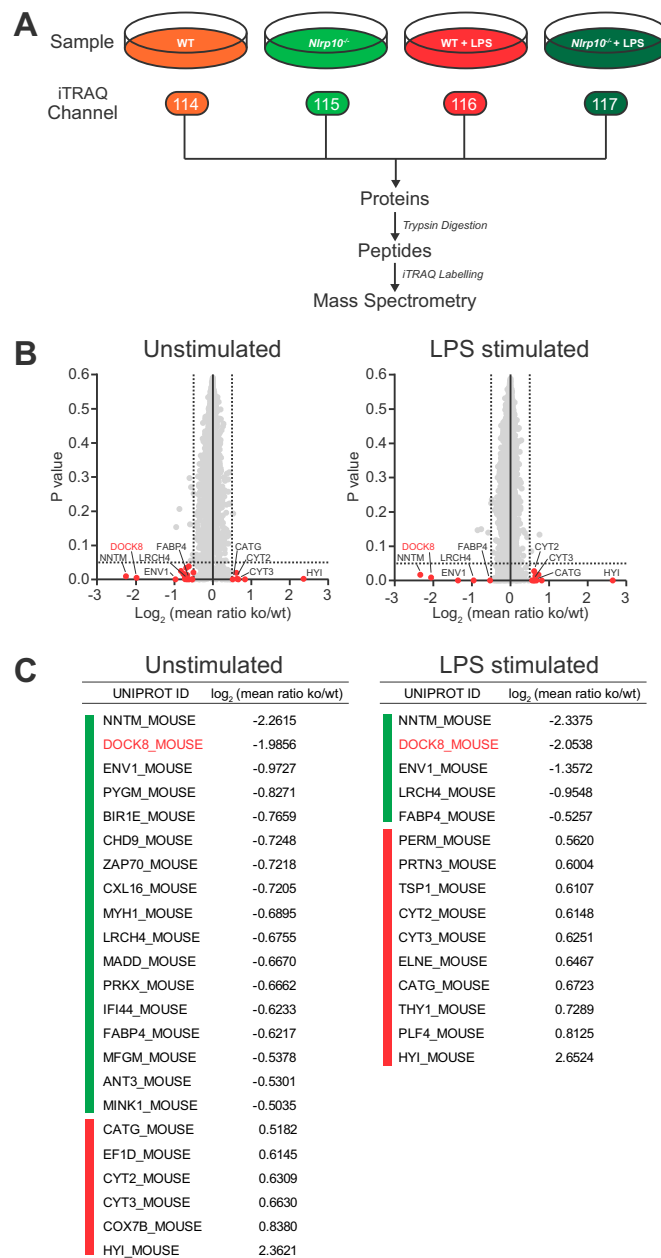 A
Sample
WT
Nlrp10-/-
WT + LPS
Nlrp10-/- + LPS
iTRAQ
Channel
114
115
116
117
Proteins
Trypsin Digestion
Peptides
iTRAQ Labelling
Mass Spectrometry
B
Unstimulated
0.6
0.5
0.4
0.3
0.2
0.1
0.0
P value
DOCK8
FABP4
CATG
NNTM
LRCH4
CYT2
ENV1
CYT3
HYI
-3 -2 -1 0 1 2 3
Log2 (mean ratio ko/wt)
LPS stimulated
0.6
0.5
0.4
0.3
0.2
0.1
0.0
P value
DOCK8
FABP4
CYT2
NNTM
LRCH4
CYT3
ENV1
CATG
HYI
-3 -2 -1 0 1 2 3
Log2 (mean ratio ko/wt)
C
Unstimulated
UNIPROT ID log2 (mean ratio ko/wt)
NNTM_MOUSE -2.2615
DOCK8_MOUSE -1.9856
ENV1_MOUSE -0.9727
PYGM_MOUSE -0.8271
BIR1E_MOUSE -0.7659
CHD9_MOUSE -0.7248
ZAP70_MOUSE -0.7218
CXL16_MOUSE -0.7205
MYH1_MOUSE -0.6895
LRCH4_MOUSE -0.6755
MADD_MOUSE -0.6670
PRKX_MOUSE -0.6662
IFI44_MOUSE -0.6233
FABP4_MOUSE -0.6217
MFGM_MOUSE -0.5378
ANT3_MOUSE -0.5301
MINK1_MOUSE -0.5035
CATG_MOUSE 0.5182
EF1D_MOUSE 0.6145
CYT2_MOUSE 0.6309
CYT3_MOUSE 0.6630
COX7B_MOUSE 0.8380
HYI_MOUSE 2.3621
LPS stimulated
UNIPROT ID log2 (mean ratio ko/wt)
NNTM_MOUSE -2.3375
DOCK8_MOUSE -2.0538
ENV1_MOUSE -1.3572
LRCH4_MOUSE -0.9548
FABP4_MOUSE -0.5257
PERM_MOUSE 0.5620
PRTN3_MOUSE 0.6004
TSP1_MOUSE 0.6107
CYT2_MOUSE 0.6148
CYT3_MOUSE 0.6251
ELNE_MOUSE 0.6467
CATG_MOUSE 0.6723
THY1_MOUSE 0.7289
PLF4_MOUSE 0.8125
HYI_MOUSE 2.6524